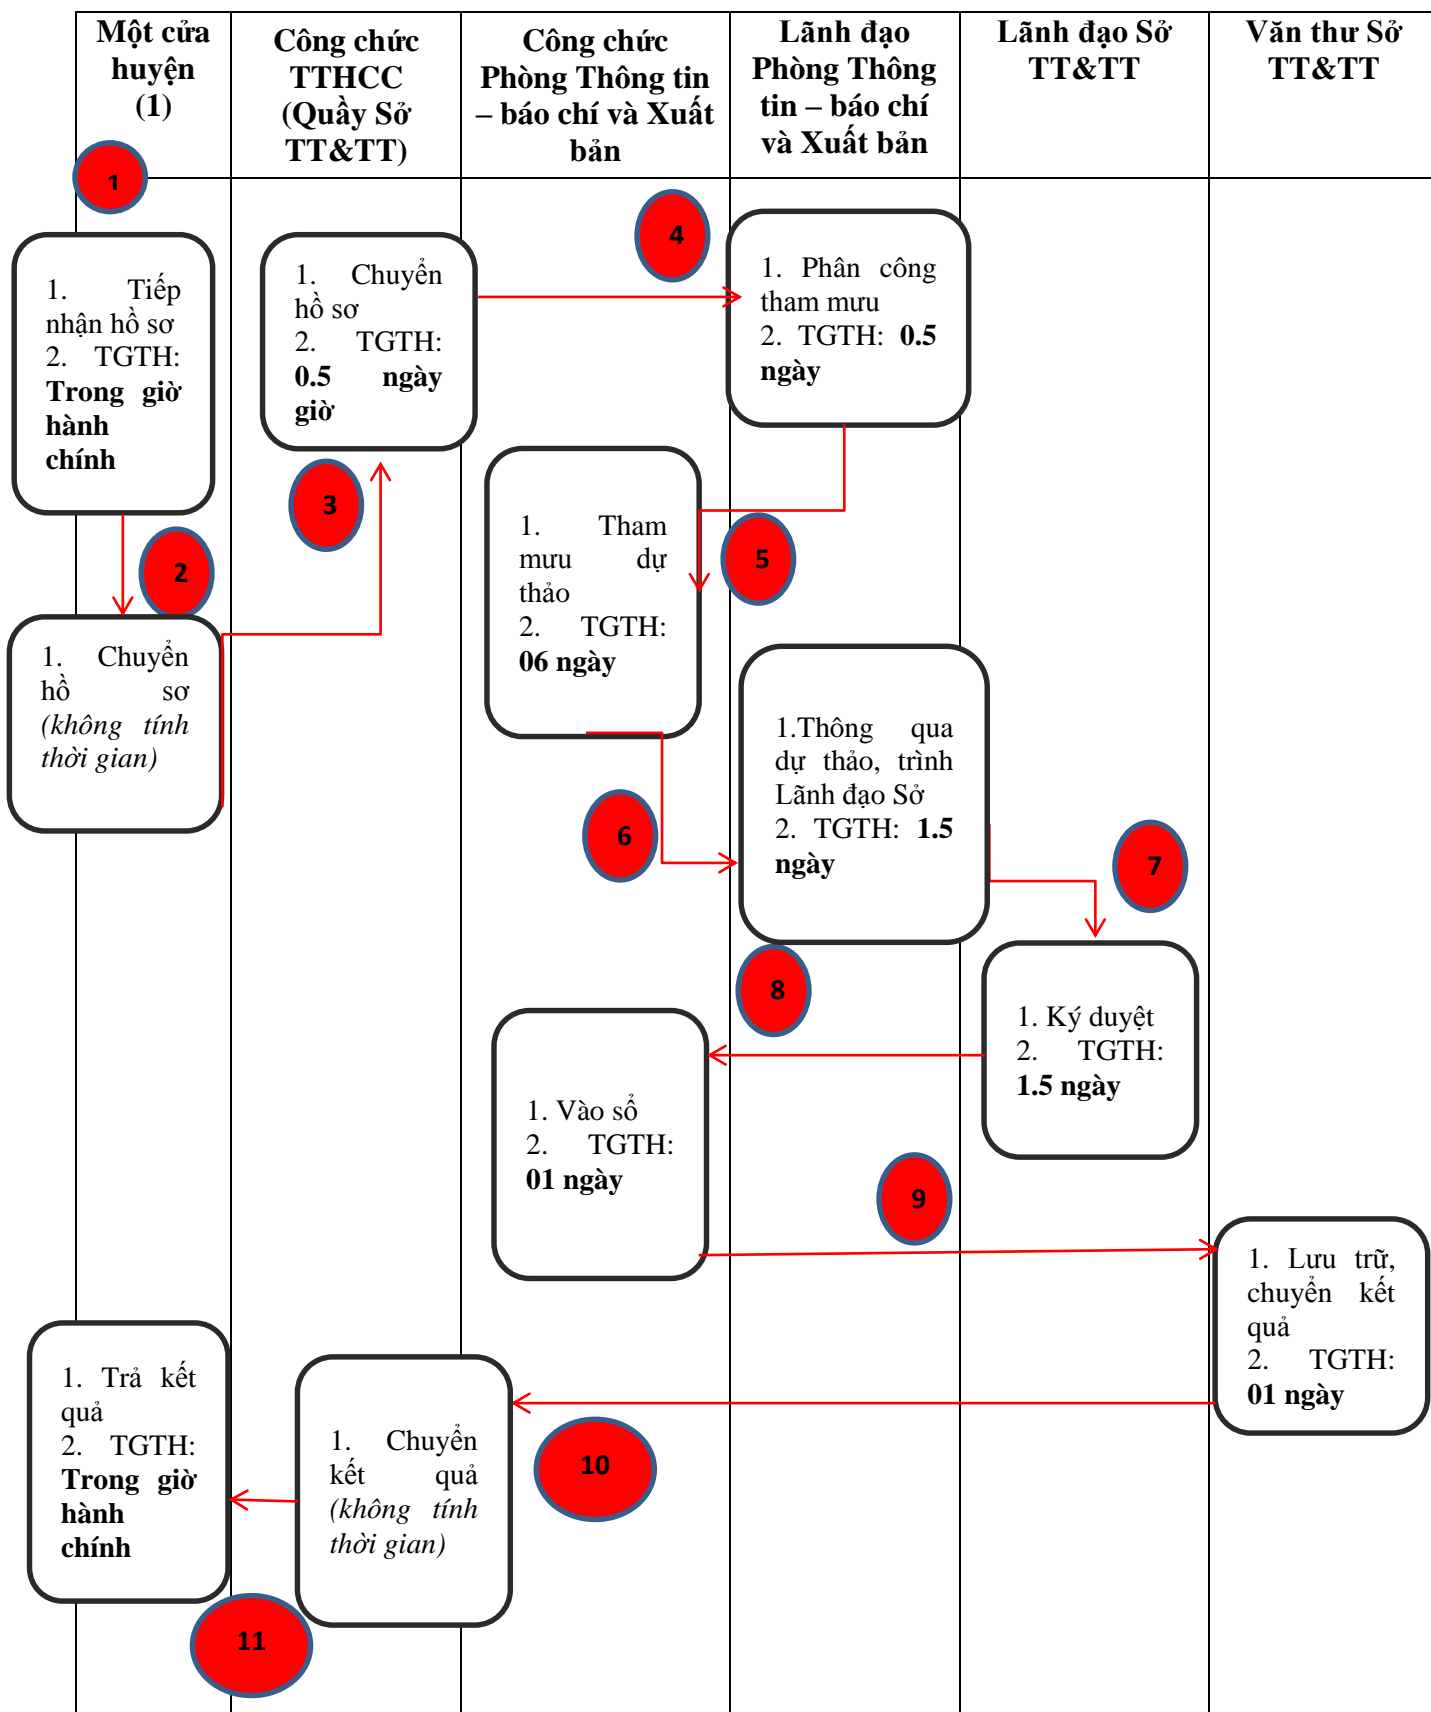 Một cửa
huyện
(1)
Công chức
TTHCC
(Quầy Sở
TT&TT)
Công chức
Phòng Thông tin
– báo chí và Xuất
bản
Lãnh đạo
Phòng Thông
tin – báo chí
và Xuất bản
Lãnh đạo Sở
TT&TT
Văn thư Sở
TT&TT
1
1. Tiếp
nhận hồ sơ
2. TGTH:
Trong giờ
hành
chính
2
1. Chuyển
hồ sơ
(không tính
thời gian)
3
1. Chuyển
hồ sơ
2. TGTH:
0.5 ngày
giờ
4
1. Phân công
tham mưu
2. TGTH: 0.5
ngày
5
1. Tham
mưu dự
thảo
2. TGTH:
06 ngày
6
1.Thông qua
dự thảo, trình
Lãnh đạo Sở
2. TGTH: 1.5
ngày
7
1. Ký duyệt
2. TGTH:
1.5 ngày
8
1. Vào sổ
2. TGTH:
01 ngày
9
1. Lưu trữ,
chuyển kết
quả
2. TGTH:
01 ngày
10
1. Chuyển
kết quả
(không tính
thời gian)
11
1. Trả kết
quả
2. TGTH:
Trong giờ
hành
chính